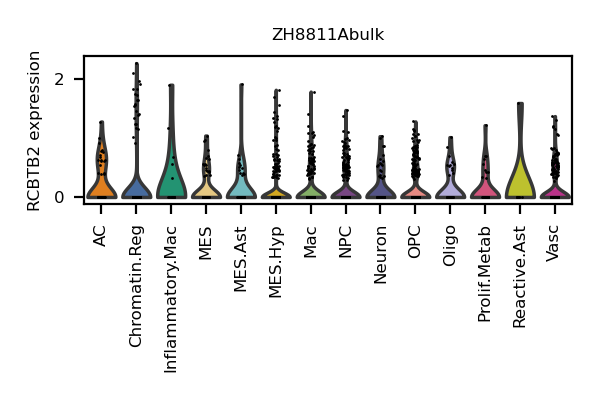 ZH8811Abulk
RCBTB2 expression
2
0
AC
Chromatin.Reg
Inflammatory.Mac
MES
MES.Ast
MES.Hyp
Mac
NPC
Neuron
OPC
Oligo
Prolif.Metab
Reactive.Ast
Vasc